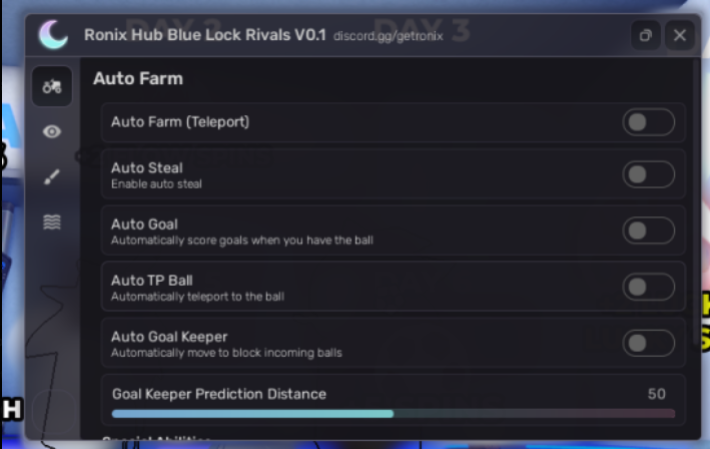 DAY 2
DAY 3
Ronix Hub Blue Lock Rivals V0.1 discord.gg/getronix
Auto Farm
Auto Farm (Teleport)
Auto Steal
Enable auto steal
Auto Goal
Automatically score goals when you have the ball
Auto TP Ball
Automatically teleport to the ball
Auto Goal Keeper
Automatically move to block incoming balls
Goal Keeper Prediction Distance 50
H